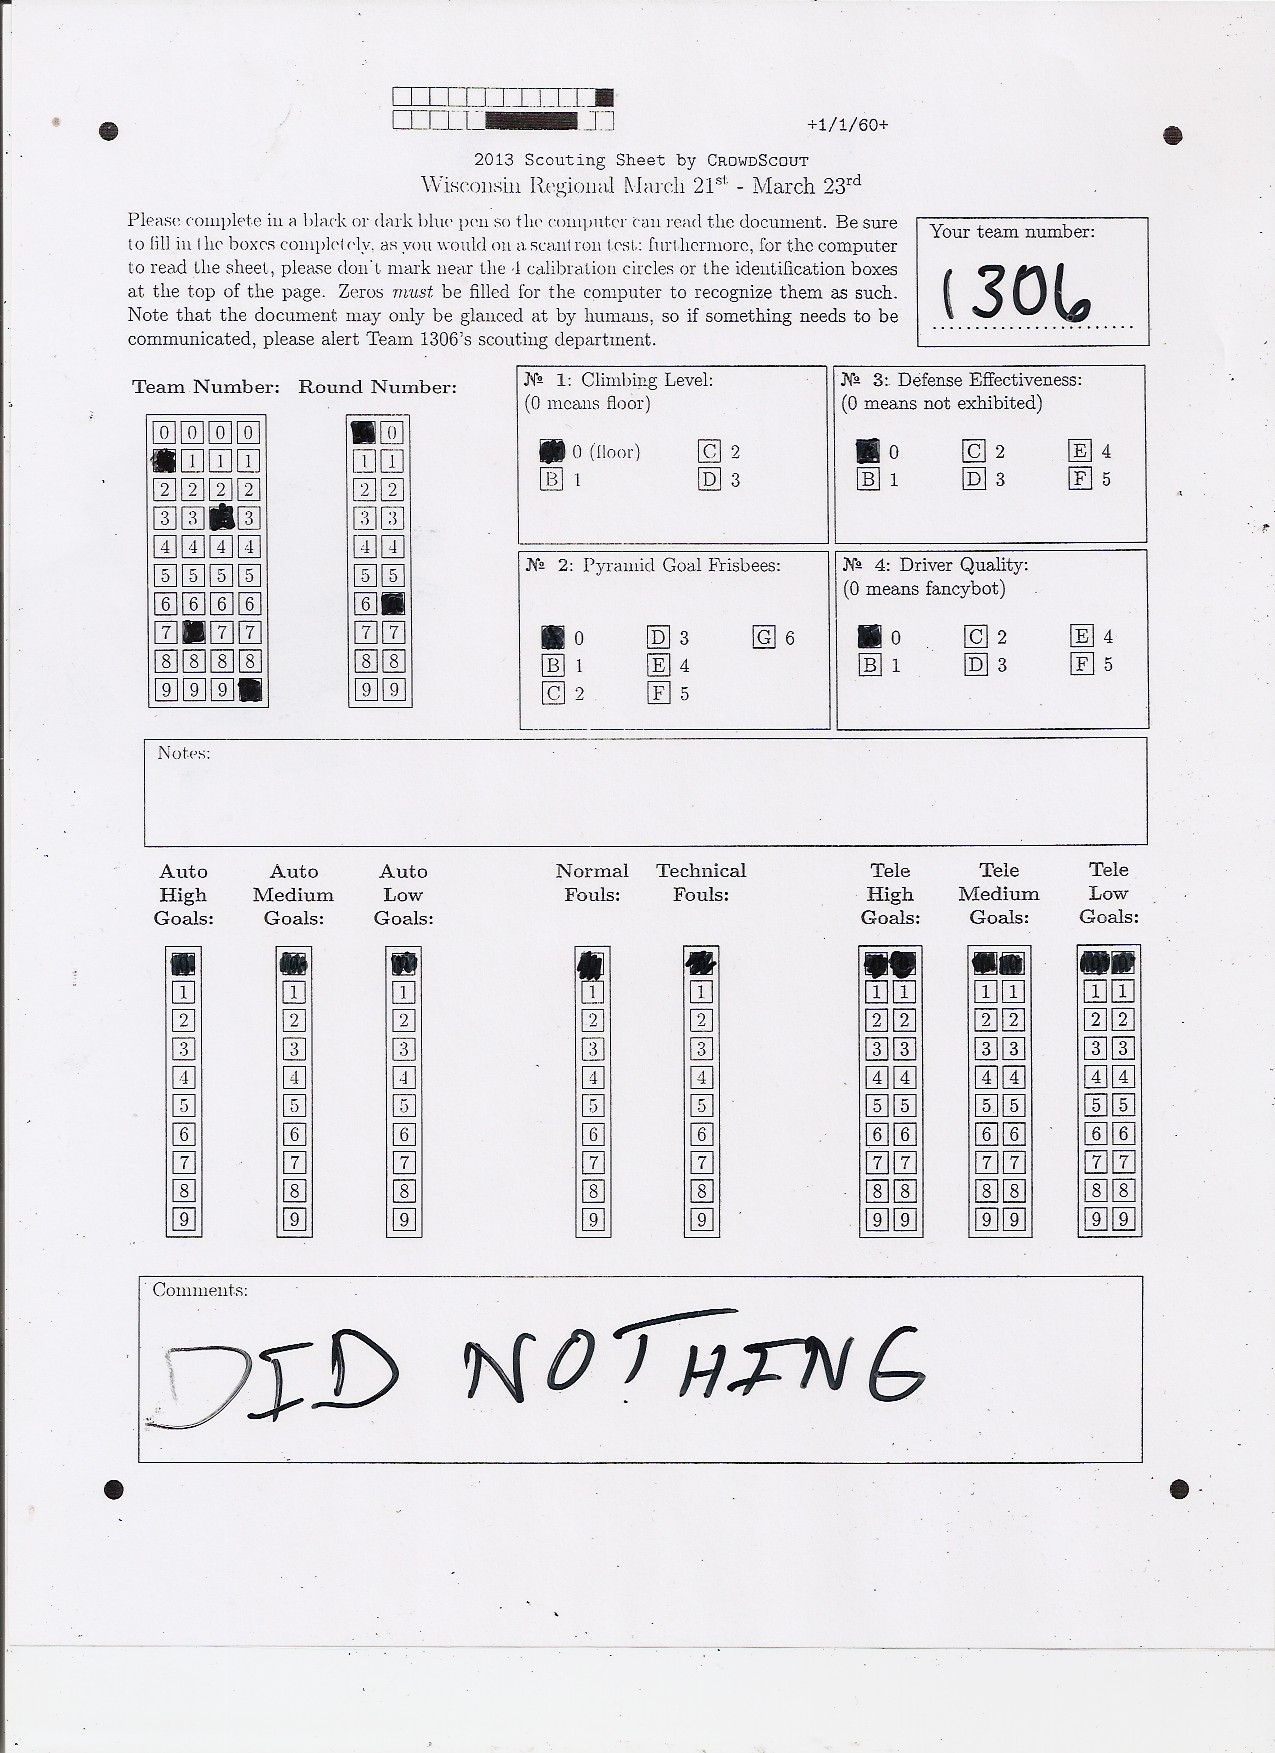 +1/1/60+
2013 Scouting Sheet by CROWDSCOUT
Wisconsin Regional March 21st - March 23rd
Please complete in a black or dark blue pen so the computer can read the document. Be sure
to fill in the boxes completely, as you would on a scantron test; furthermore, for the computer
to read the sheet, please don't mark near the 4 calibration circles or the identification boxes
at the top of the page. Zeros must be filled for the computer to recognize them as such.
Note that the document may only be glanced at by humans, so if something needs to be
communicated, please alert Team 1306's scouting department.
Your team number:
1306
Team Number: Round Number:
0 0 0 0 0
1 1 1 1 1
2 2 2 2 2 2
3 3 3 3 3
4 4 4 4 4 4
5 5 5 5 5 5
6 6 6 6 6
7 7 7 7 7
8 8 8 8 8 8
9 9 9 9 9
№ 1: Climbing Level:
(0 means floor)
0 (floor) C 2
B 1 D 3
№ 3: Defense Effectiveness:
(0 means not exhibited)
0 C 2 E 4
B 1 D 3 F 5
№ 2: Pyramid Goal Frisbees:
0 D 3 G 6
B 1 E 4
C 2 F 5
№ 4: Driver Quality:
(0 means fancybot)
0 C 2 E 4
B 1 D 3 F 5
Notes:
Auto Auto Auto Normal Technical Tele Tele Tele
High Medium Low Fouls: Fouls: High Medium Low
Goals: Goals: Goals: Goals: Goals: Goals:
1 1 1 1 1 1 1 1 1 1 1
2 2 2 2 2 2 2 2 2 2 2
3 3 3 3 3 3 3 3 3 3 3
4 4 4 4 4 4 4 4 4 4 4
5 5 5 5 5 5 5 5 5 5 5
6 6 6 6 6 6 6 6 6 6 6
7 7 7 7 7 7 7 7 7 7 7
8 8 8 8 8 8 8 8 8 8 8
9 9 9 9 9 9 9 9 9 9 9
Comments:
DID NOTHING